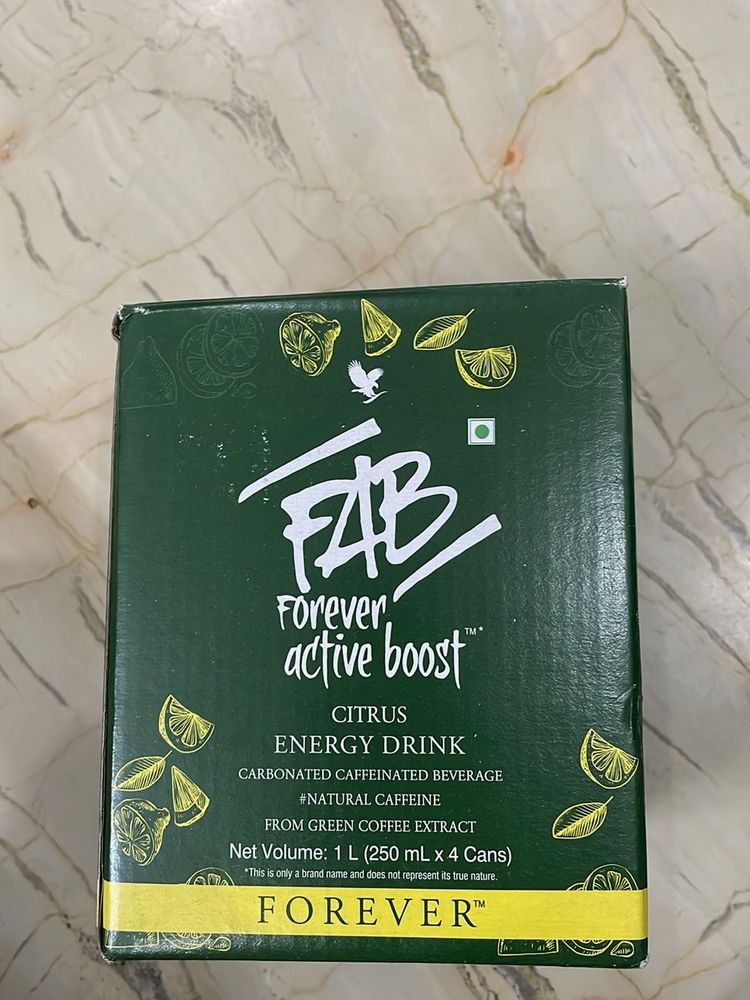 FAB
Forever
active boost™*
CITRUS
ENERGY DRINK
CARBONATED CAFFEINATED BEVERAGE
#NATURAL CAFFEINE
FROM GREEN COFFEE EXTRACT
Net Volume: 1 L (250 mL x 4 Cans)
*This is only a brand name and does not represent its true nature.
FOREVER™